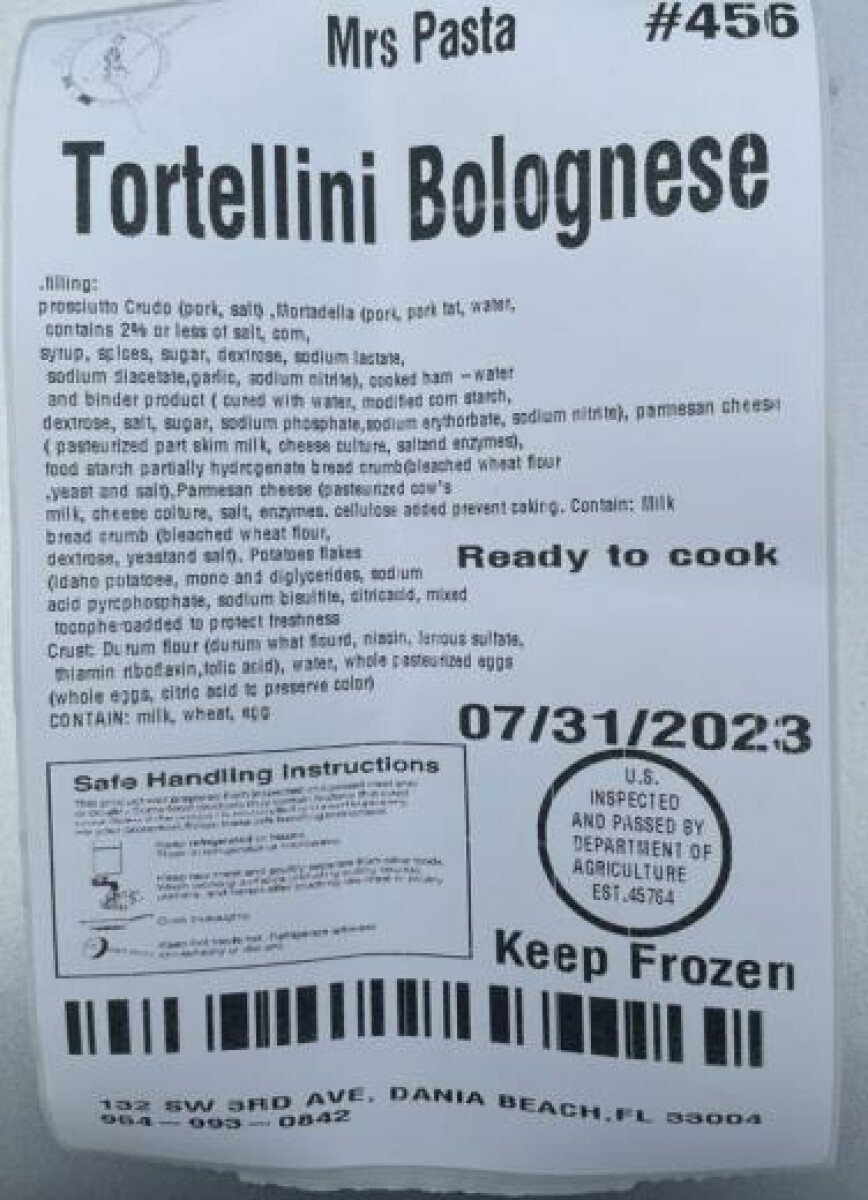 Mrs Pasta
#456
Tortellini Bolognese
.filling:
prosciutto Crudo (pork, salt) ,Mortadella (pork, pork fat, water,
contains 2% or less of salt, corn,
syrup, spices, sugar, dextrose, sodium lactate,
sodium diacetate,garlic, sodium nitrite), cooked ham – water
and binder product ( cured with water, modified corn starch,
dextrose, salt, sugar, sodium phosphate,sodium erythorbate, sodium nitrite), parmesan cheese
( pasteurized part skim milk, cheese culture, saltand enzymes),
food starch partially hydrogenate bread crumb(bleached wheat flour
,yeast and salt),Parmesan cheese (pasteurized cow's
milk, cheese colture, salt, enzymes. cellulose added prevent caking. Contain: Milk
bread crumb (bleached wheat flour,
dextrose, yeastand salt). Potatoes flakes
(Idaho potatoee, mono and diglycerides, sodium
acid pyrophosphate, sodium bisulfite, citricacid, mixed
added to protect freshness
Crust: Durum flour (durum what flourd, niacin, ferrous sulfate,
thiamin riboflavin,folic acid), water, whole pasteurized eggs
(whole eggs, citric acid to preserve color)
CONTAIN: milk, wheat, egg
Ready to cook
07/31/2023
Safe Handling Instructions
U.S.
INSPECTED
AND PASSED BY
DEPARTMENT OF
AGRICULTURE
EST.45764
Keep Frozen
132 SW 3RD AVE, DANIA BEACH,FL 33004
954–993–0842